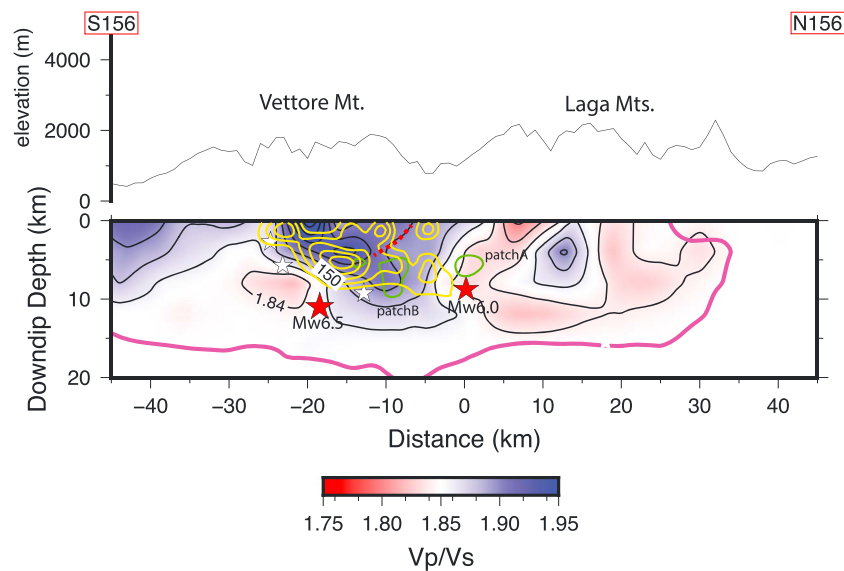 S156
N156
elevation (m)
4000
2000
0
Vettore Mt.
Laga Mts.
Downdip Depth (km)
0
10
20
patchA
150
1.84
Mw6.5
patchB
Mw6.0
−40
−30
−20
−10
0
10
20
30
40
Distance (km)
1.75
1.80
1.85
1.90
1.95
Vp/Vs